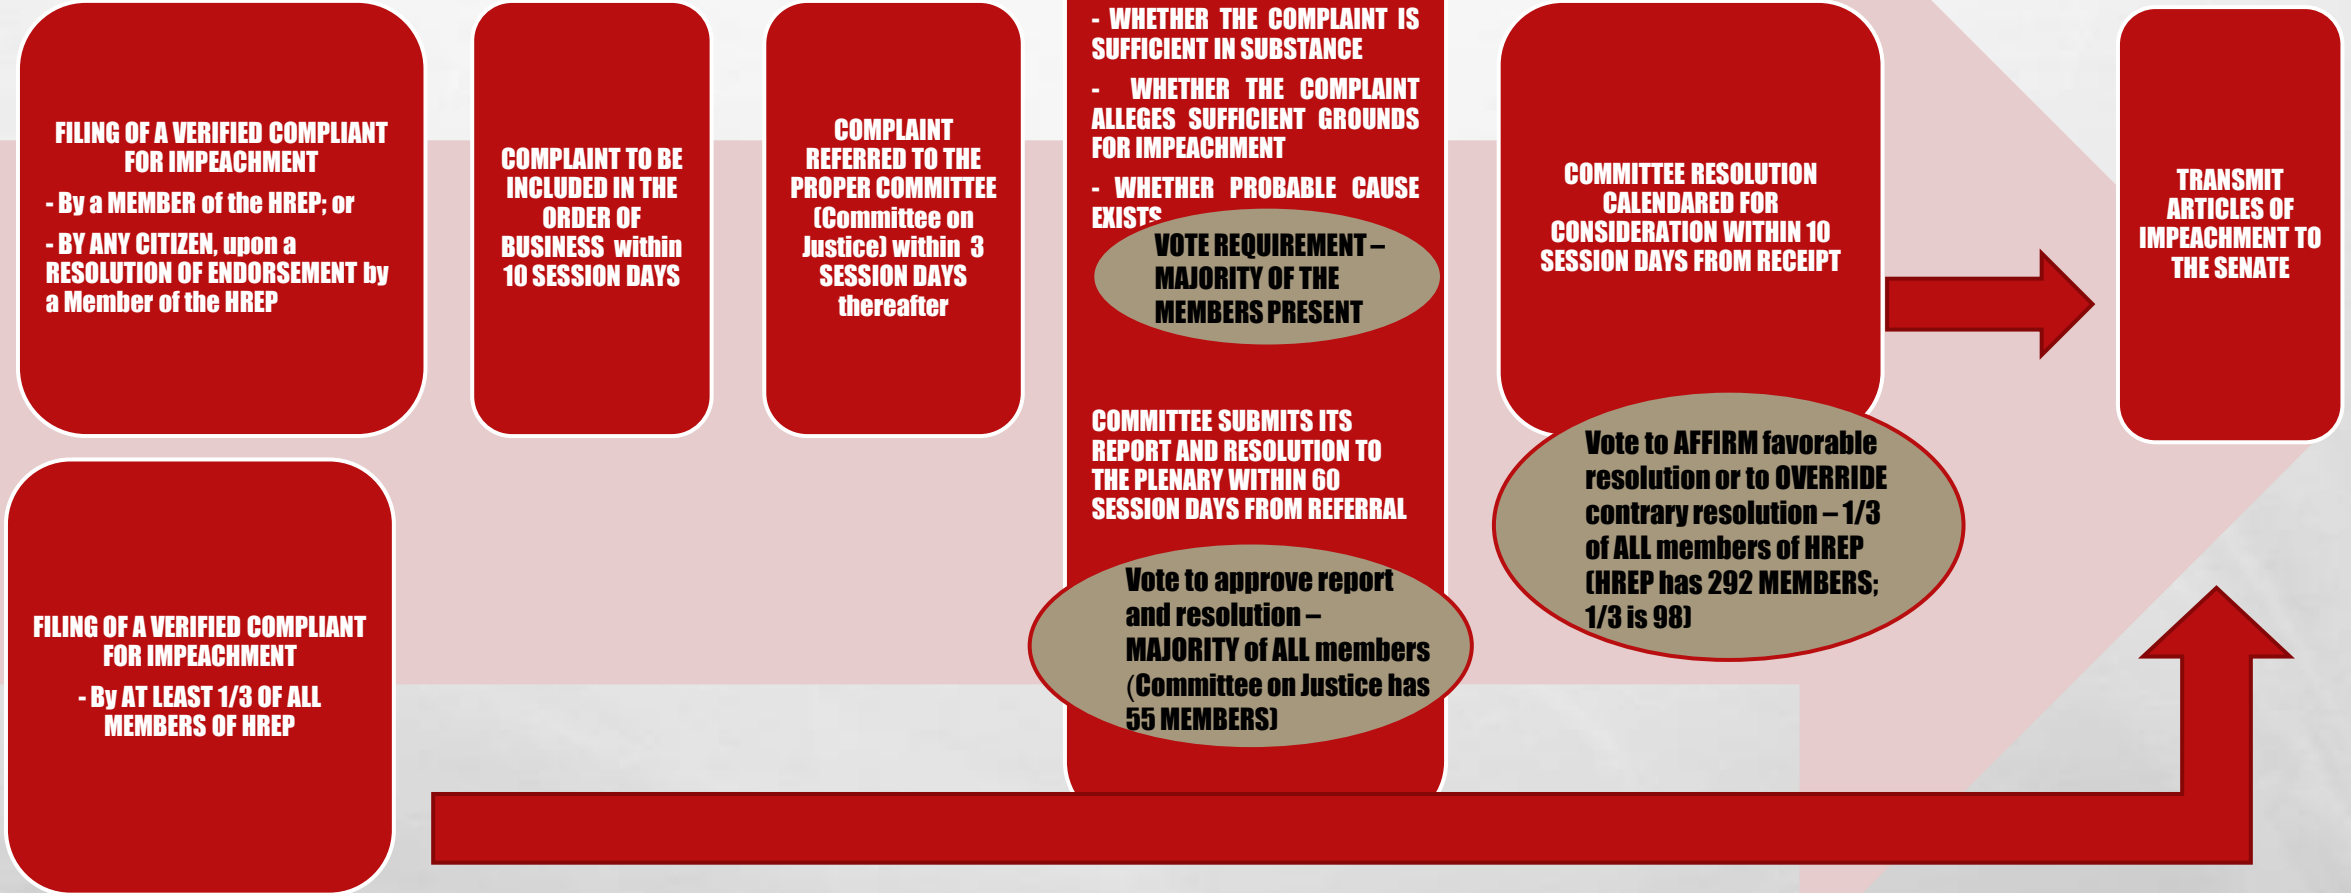 FILING OF A VERIFIED COMPLIANT
FOR IMPEACHMENT
- By a MEMBER of the HREP; or
- BY ANY CITIZEN, upon a
RESOLUTION OF ENDORSEMENT by
a Member of the HREP
COMPLAINT TO BE
INCLUDED IN THE
ORDER OF
BUSINESS within
10 SESSION DAYS
COMPLAINT
REFERRED TO THE
PROPER COMMITTEE
(Committee on
Justice) within 3
SESSION DAYS
thereafter
- WHETHER THE COMPLAINT IS
SUFFICIENT IN SUBSTANCE
- WHETHER THE COMPLAINT
ALLEGES SUFFICIENT GROUNDS
FOR IMPEACHMENT
- WHETHER PROBABLE CAUSE
EXISTS
VOTE REQUIREMENT –
MAJORITY OF THE
MEMBERS PRESENT
COMMITTEE SUBMITS ITS
REPORT AND RESOLUTION TO
THE PLENARY WITHIN 60
SESSION DAYS FROM REFERRAL
Vote to approve report
and resolution –
MAJORITY of ALL members
(Committee on Justice has
55 MEMBERS)
COMMITTEE RESOLUTION
CALENDARED FOR
CONSIDERATION WITHIN 10
SESSION DAYS FROM RECEIPT
Vote to AFFIRM favorable
resolution or to OVERRIDE
contrary resolution – 1/3
of ALL members of HREP
(HREP has 292 MEMBERS;
1/3 is 98)
TRANSMIT
ARTICLES OF
IMPEACHMENT TO
THE SENATE
FILING OF A VERIFIED COMPLIANT
FOR IMPEACHMENT
- By AT LEAST 1/3 OF ALL
MEMBERS OF HREP